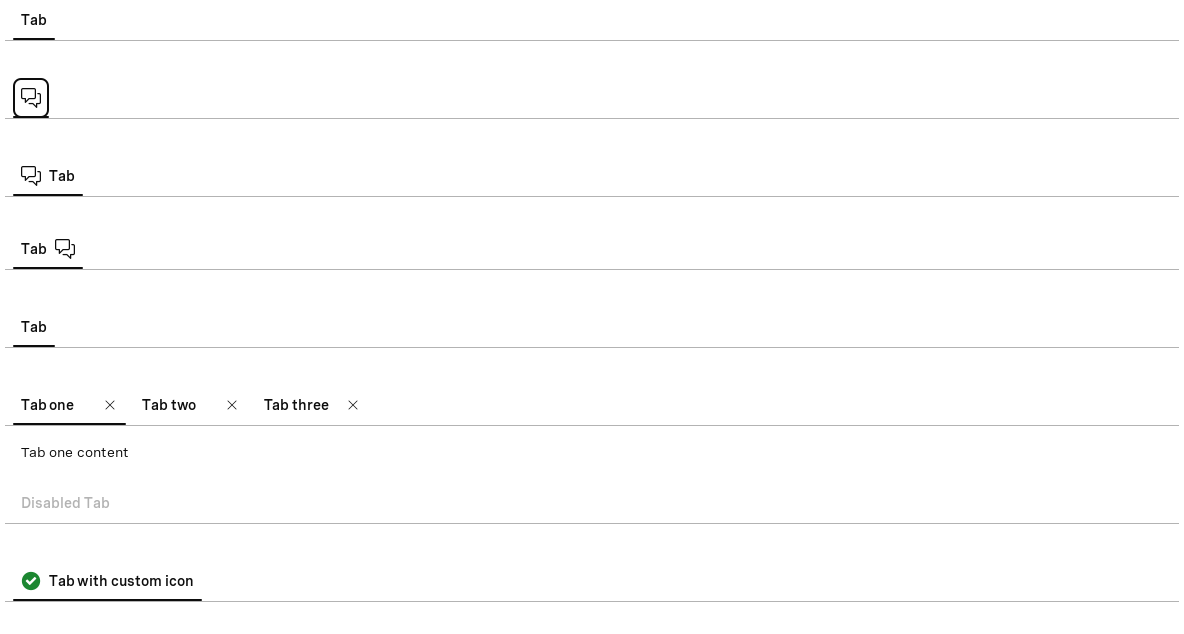 Tab
Tab
Tab
Tab
Tab one Tab two Tab three
Tab one content
Disabled Tab
Tab with custom icon